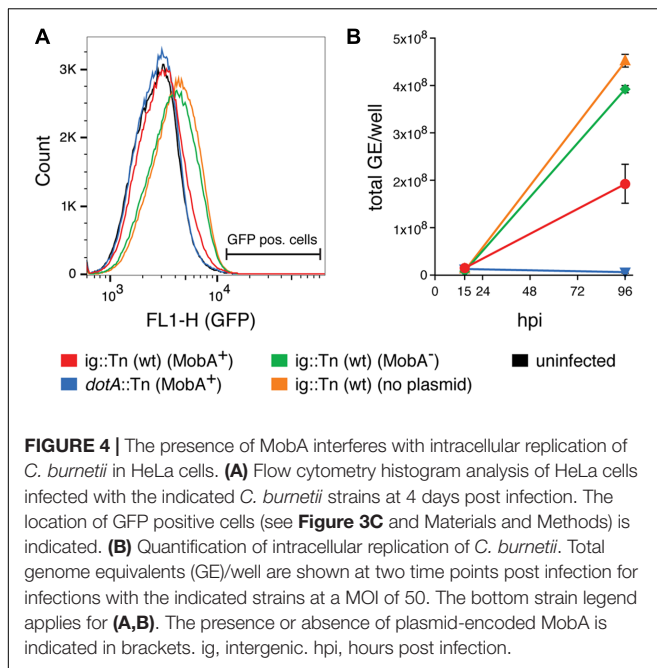 A
B
3K
2K
1K
0
Count
GFP pos. cells
10³
10⁴
FL1-H (GFP)
5x10⁸
4x10⁸
3x10⁸
2x10⁸
1x10⁸
0
total GE/well
0 15 24 48 72 96
hpi
ig::Tn (wt) (MobA⁺)
ig::Tn (wt) (MobA⁻)
uninfected
dotA::Tn (MobA⁺)
ig::Tn (wt) (no plasmid)
FIGURE 4 | The presence of MobA interferes with intracellular replication of
C. burnetii in HeLa cells. (A) Flow cytometry histogram analysis of HeLa cells
infected with the indicated C. burnetii strains at 4 days post infection. The
location of GFP positive cells (see Figure 3C and Materials and Methods) is
indicated. (B) Quantification of intracellular replication of C. burnetii. Total
genome equivalents (GE)/well are shown at two time points post infection for
infections with the indicated strains at a MOI of 50. The bottom strain legend
applies for (A,B). The presence or absence of plasmid-encoded MobA is
indicated in brackets. ig, intergenic. hpi, hours post infection.